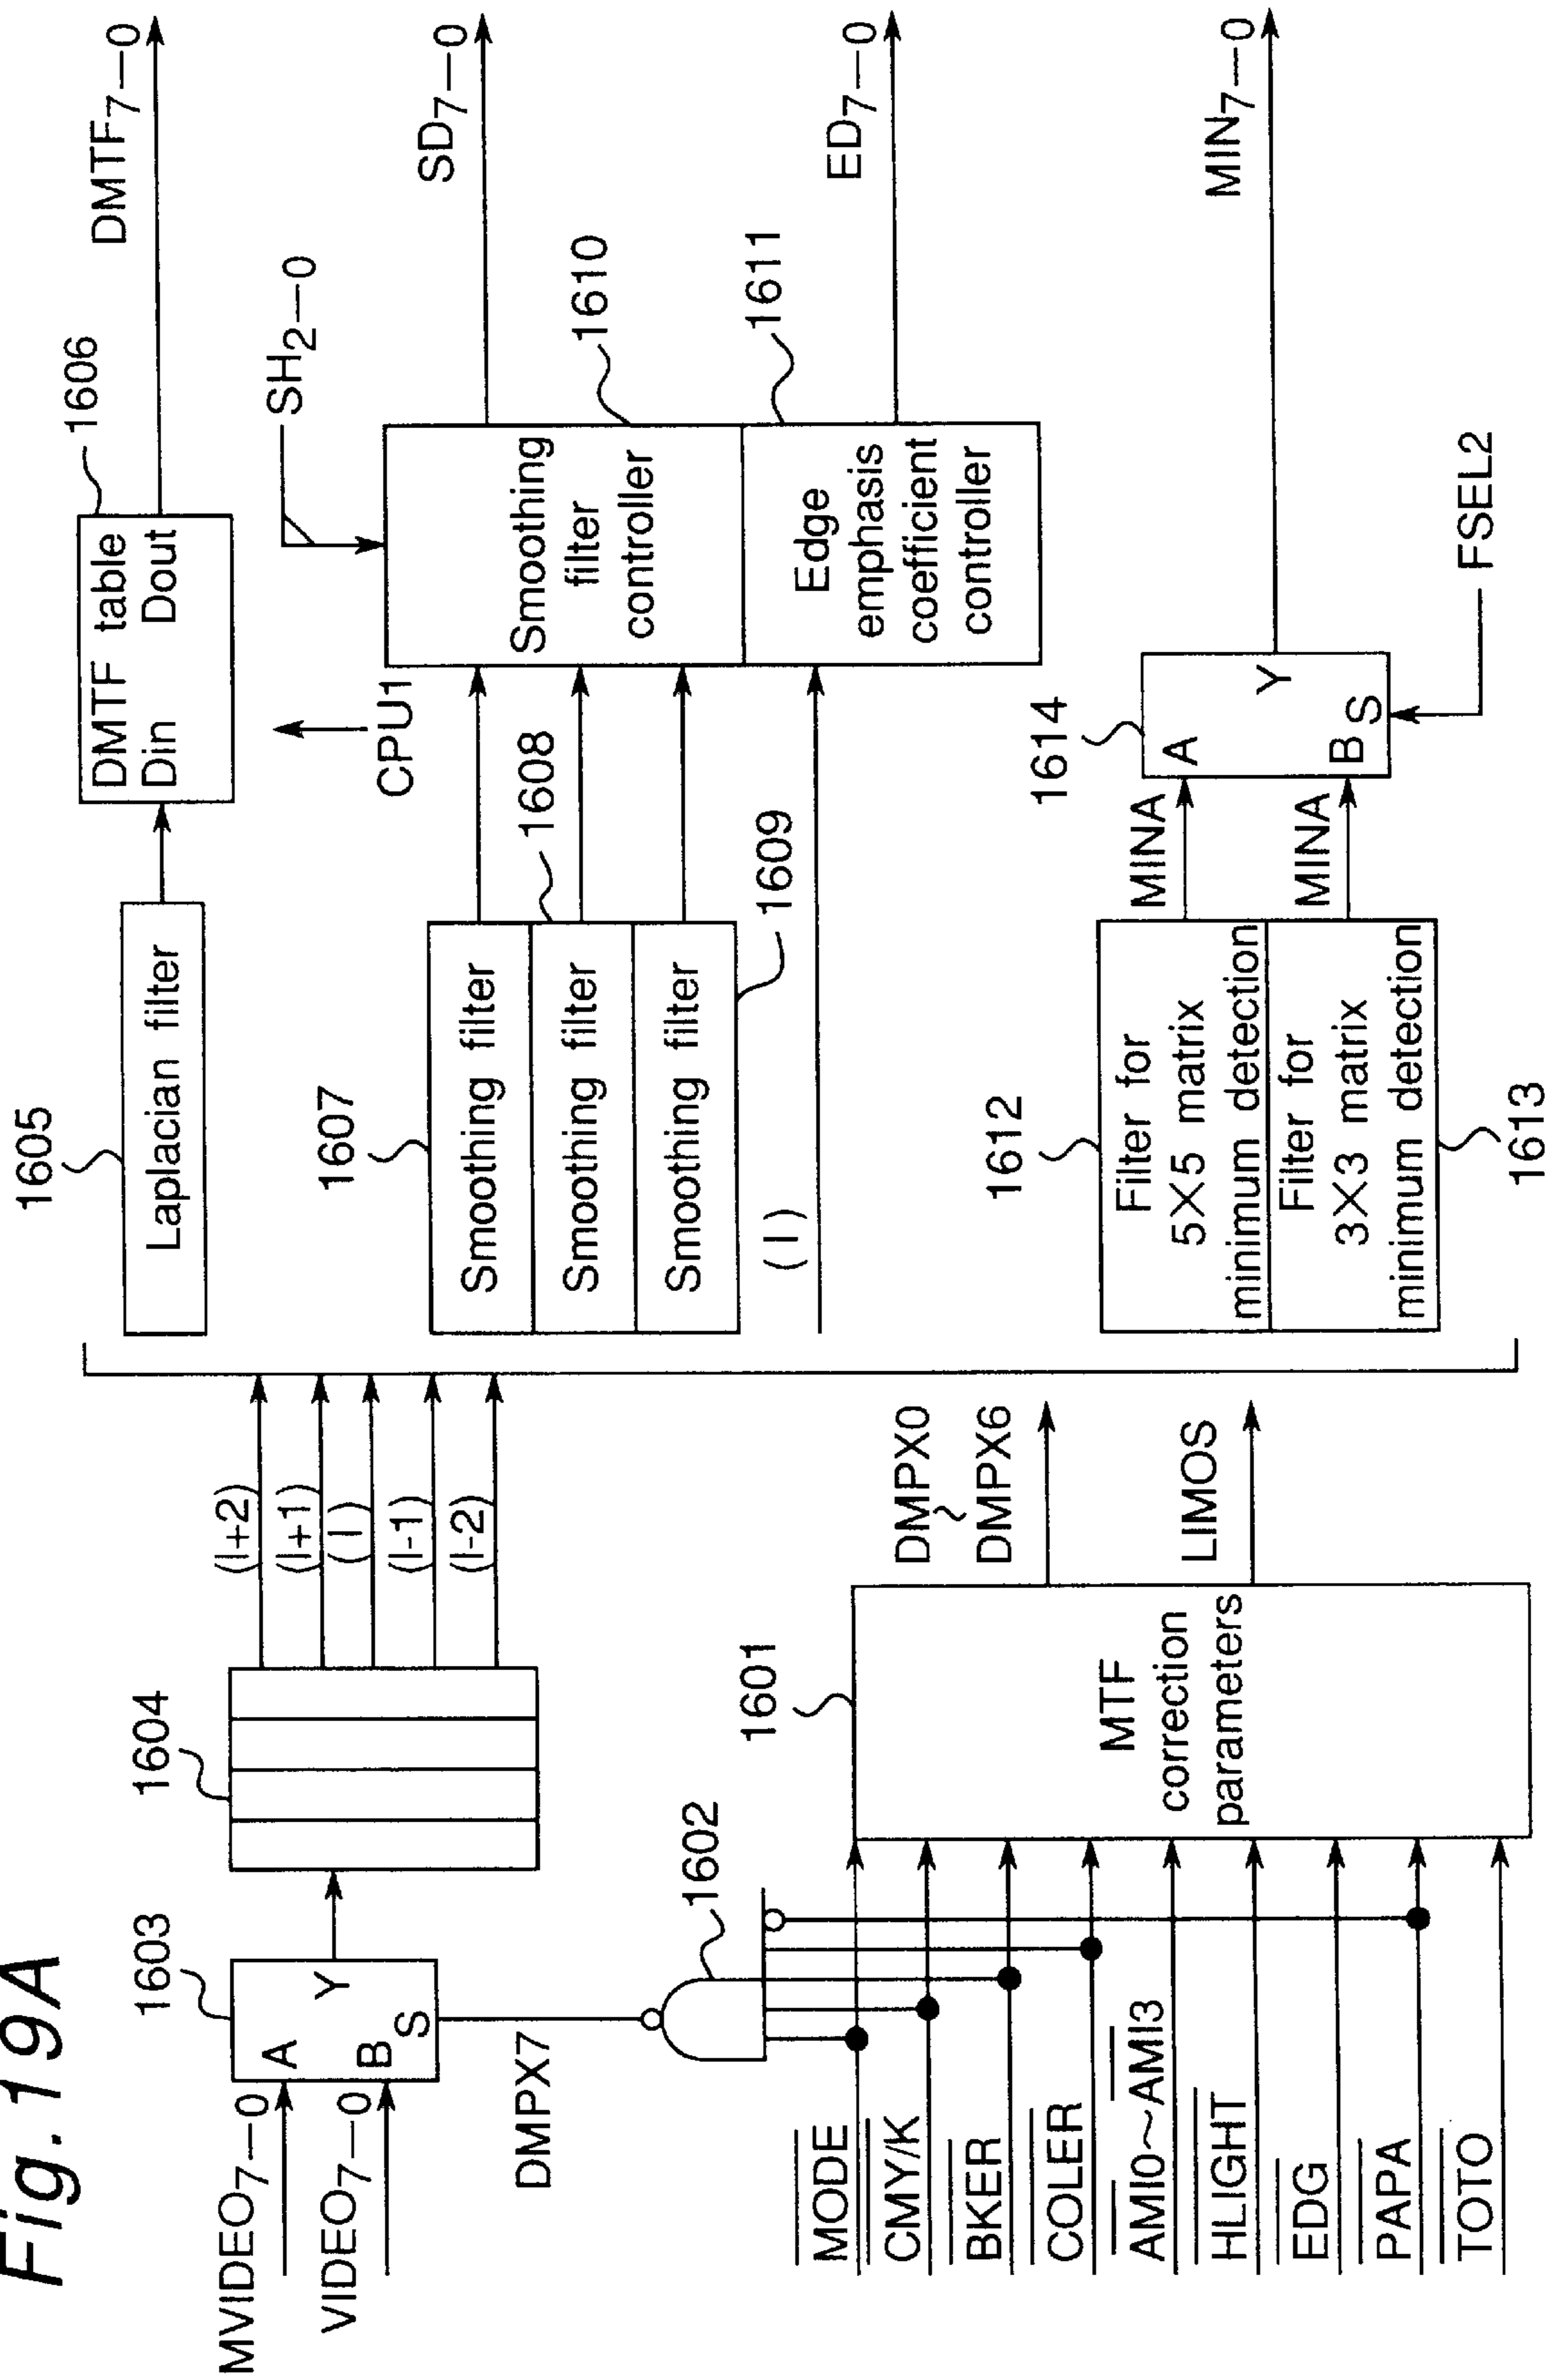 Fig. 19A
MVIDEO7—0
VIDEO7—0
1603
A
B
Y
S
DMPX7
1604
(I+2)
(I+1)
(I)
(I-1)
(I-2)
1602
MODE
CMY/K
BKER
COLER
AMI0~AMI3
HLIGHT
EDG
PAPA
TOTO
1601
MTF
correction
parameters
DMPX0
~
DMPX6
LIMOS
1605
Laplacian filter
1606
DMTF table
Din Dout
DMTF7—0
CPU1
1607
Smoothing filter
1608
Smoothing filter
Smoothing filter
1609
(I)
SH2—0
Smoothing
filter
controller
1610
SD7—0
Edge
emphasis
coefficient
controller
1611
ED7—0
1612
Filter for
5×5 matrix
minimum detection
Filter for
3×3 matrix
minimum detection
1613
MINA
MINA
1614
A
B
Y
S
FSEL2
MIN7—0